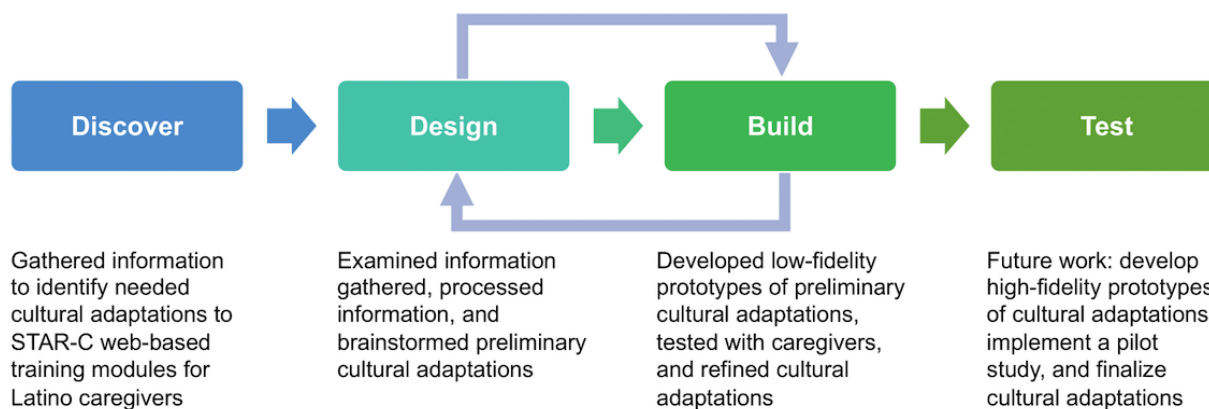 Discover
Design
Build
Test
Gathered information
to identify needed
cultural adaptations to
STAR-C web-based
training modules for
Latino caregivers
Examined information
gathered, processed
information, and
brainstormed preliminary
cultural adaptations
Developed low-fidelity
prototypes of preliminary
cultural adaptations,
tested with caregivers,
and refined cultural
adaptations
Future work: develop
high-fidelity prototypes
of cultural adaptations
implement a pilot
study, and finalize
cultural adaptations